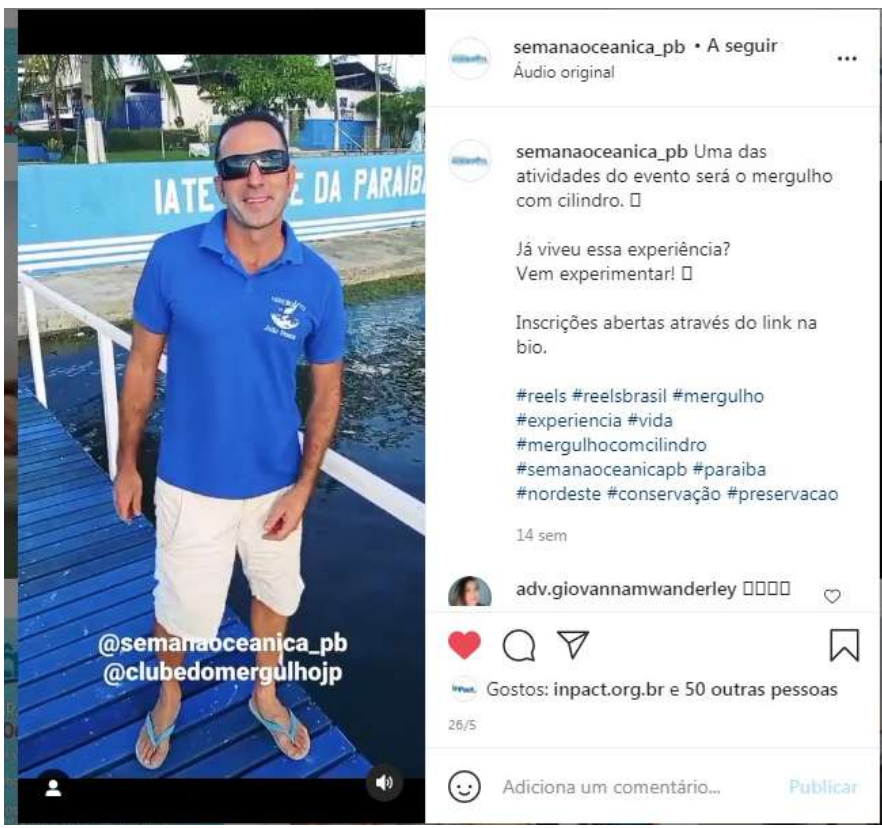 semanaoceanica_pb • A seguir
Áudio original
IATE DA PARAÍB
João Pessoa
@semanaoceanica_pb
@clubedomergulhojp
semanaoceanica_pb Uma das
atividades do evento será o mergulho
com cilindro.
Já viveu essa experiência?
Vem experimentar!
Inscrições abertas através do link na
bio.
#reels #reelsbrasil #mergulho
#experiencia #vida
#mergulhocomcilindro
#semanaoceanicapb #paraiba
#nordeste #conservação #preservacao
14 sem
adv.giovannamwanderley
Gostos: inpact.org.br e 50 outras pessoas
26/5
Adiciona um comentário...
Publicar